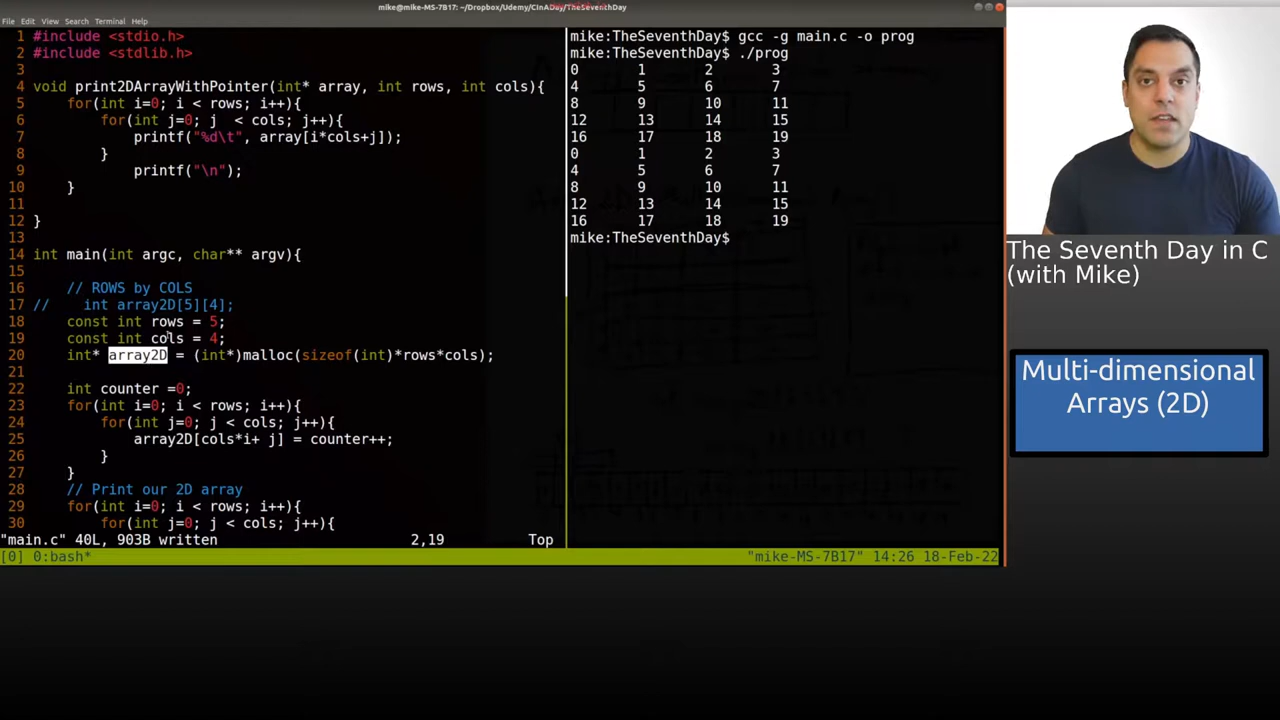 mike@mike-MS-7B17: ~/Dropbox/Udemy/CInADay/TheSeventhDay
File Edit View Search Terminal Help
1 #include <stdio.h>
2 #include <stdlib.h>
3
4 void print2DArrayWithPointer(int* array, int rows, int cols){
5 for(int i=0; i < rows; i++){
6 for(int j=0; j < cols; j++){
7 printf("%d\t", array[i*cols+j]);
8 }
9 printf("\n");
10 }
11
12 }
13
14 int main(int argc, char** argv){
15
16 // ROWS by COLS
17 // int array2D[5][4];
18 const int rows = 5;
19 const int cols = 4;
20 int* array2D = (int*)malloc(sizeof(int)*rows*cols);
21
22 int counter =0;
23 for(int i=0; i < rows; i++){
24 for(int j=0; j < cols; j++){
25 array2D[cols*i+ j] = counter++;
26 }
27 }
28 // Print our 2D array
29 for(int i=0; i < rows; i++){
30 for(int j=0; j < cols; j++){
"main.c" 40L, 903B written 2,19 Top
mike:TheSeventhDay$ gcc -g main.c -o prog
mike:TheSeventhDay$ ./prog
0 1 2 3
4 5 6 7
8 9 10 11
12 13 14 15
16 17 18 19
0 1 2 3
4 5 6 7
8 9 10 11
12 13 14 15
16 17 18 19
mike:TheSeventhDay$
[0] 0:bash* "mike-MS-7B17" 14:26 18-Feb-22
The Seventh Day in C
(with Mike)
Multi-dimensional
Arrays (2D)